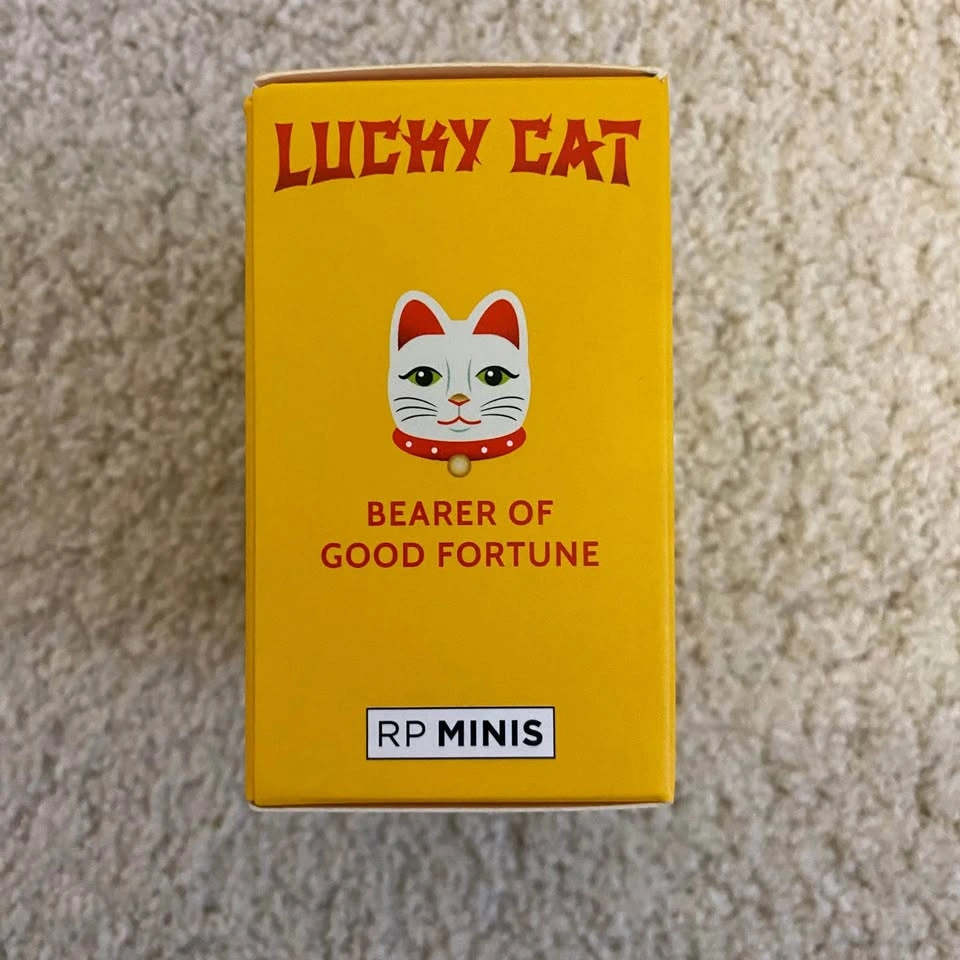 LUCKY CAT
BEARER OF
GOOD FORTUNE
RP MINIS